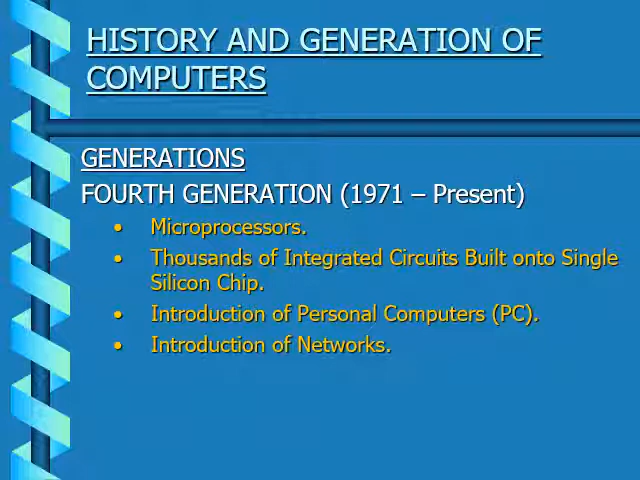 HISTORY AND GENERATION OF
COMPUTERS
GENERATIONS
FOURTH GENERATION (1971 – Present)
• Microprocessors.
• Thousands of Integrated Circuits Built onto Single
Silicon Chip.
• Introduction of Personal Computers (PC).
• Introduction of Networks.